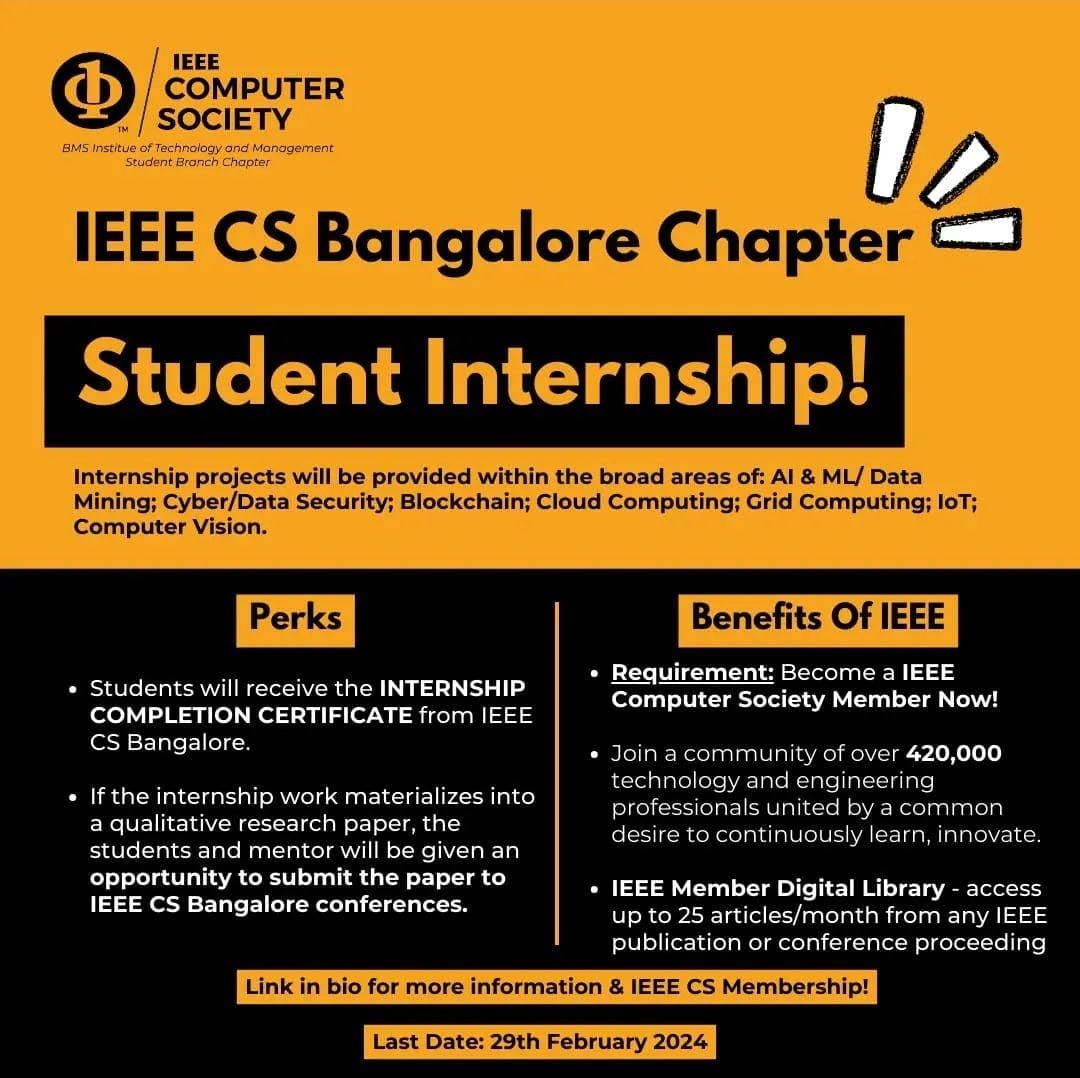 IEEE
COMPUTER
SOCIETY
TM
BMS Institue of Technology and Management
Student Branch Chapter
IEEE CS Bangalore Chapter
Student Internship!
Internship projects will be provided within the broad areas of: AI & ML/ Data
Mining; Cyber/Data Security; Blockchain; Cloud Computing; Grid Computing; IoT;
Computer Vision.
Perks
• Students will receive the INTERNSHIP
COMPLETION CERTIFICATE from IEEE
CS Bangalore.
• If the internship work materializes into
a qualitative research paper, the
students and mentor will be given an
opportunity to submit the paper to
IEEE CS Bangalore conferences.
Benefits Of IEEE
• Requirement: Become a IEEE
Computer Society Member Now!
• Join a community of over 420,000
technology and engineering
professionals united by a common
desire to continuously learn, innovate.
• IEEE Member Digital Library - access
up to 25 articles/month from any IEEE
publication or conference proceeding
Link in bio for more information & IEEE CS Membership!
Last Date: 29th February 2024